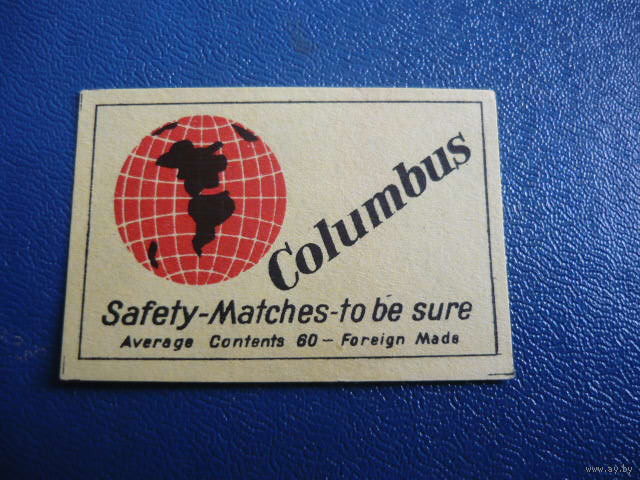 Columbus
Safety-Matches-to be sure
Average Contents 60 - Foreign Made
www.ay.by